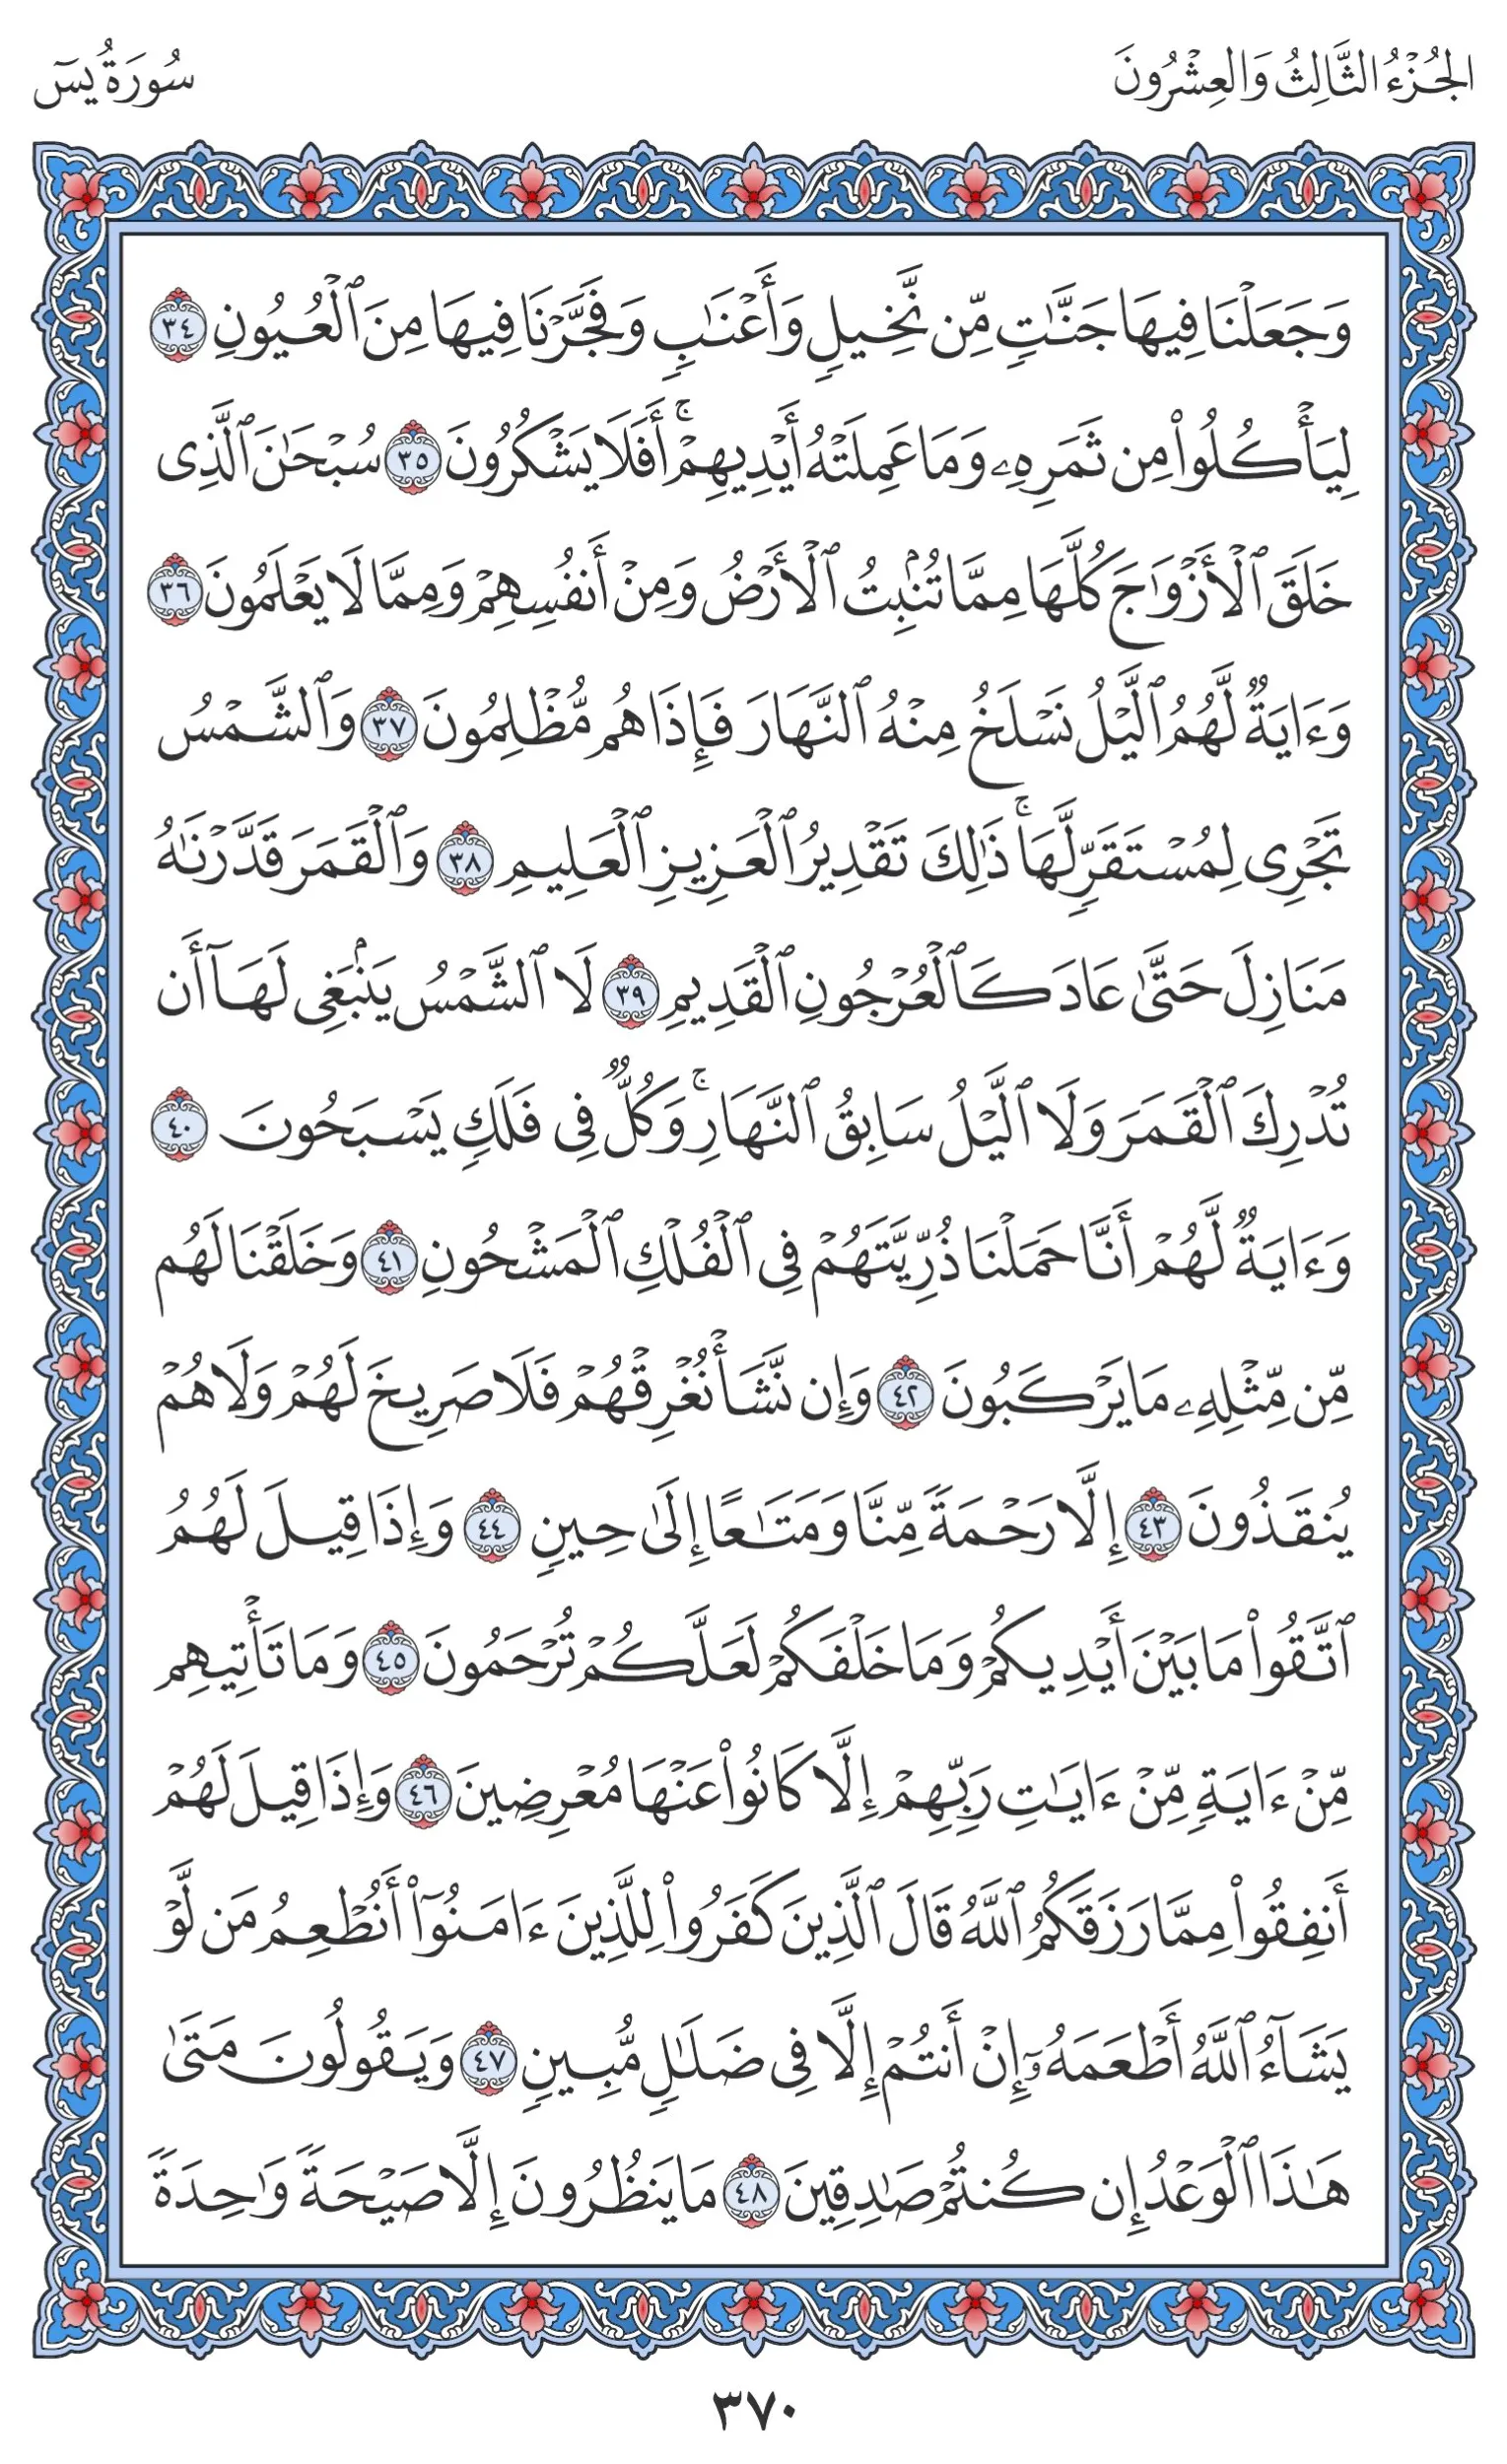 الجُزْءُ الثَّالِثُ وَالعِشْرُونَ
سُورَةُ يسٓ
وَجَعَلْنَا فِيهَا جَنَّٰتٍ مِّن نَّخِيلٍ وَأَعْنَٰبٍ وَفَجَّرْنَا فِيهَا مِنَ ٱلْعُيُونِ ٣٤
لِيَأْكُلُوا۟ مِن ثَمَرِهِۦ وَمَا عَمِلَتْهُ أَيْدِيهِمْ ۚ أَفَلَا يَشْكُرُونَ ٣٥ سُبْحَٰنَ ٱلَّذِى
خَلَقَ ٱلْأَزْوَٰجَ كُلَّهَا مِمَّا تُنۢبِتُ ٱلْأَرْضُ وَمِنْ أَنفُسِهِمْ وَمِمَّا لَا يَعْلَمُونَ ٣٦
وَءَايَةٌ لَّهُمُ ٱلَّيْلُ نَسْلَخُ مِنْهُ ٱلنَّهَارَ فَإِذَا هُم مُّظْلِمُونَ ٣٧ وَٱلشَّمْسُ
تَجْرِى لِمُسْتَقَرٍّ لَّهَا ۚ ذَٰلِكَ تَقْدِيرُ ٱلْعَزِيزِ ٱلْعَلِيمِ ٣٨ وَٱلْقَمَرَ قَدَّرْنَٰهُ
مَنَازِلَ حَتَّىٰ عَادَ كَٱلْعُرْجُونِ ٱلْقَدِيمِ ٣٩ لَا ٱلشَّمْسُ يَنۢبَغِى لَهَآ أَن
تُدْرِكَ ٱلْقَمَرَ وَلَا ٱلَّيْلُ سَابِقُ ٱلنَّهَارِ ۚ وَكُلٌّ فِى فَلَكٍ يَسْبَحُونَ ٤٠
وَءَايَةٌ لَّهُمْ أَنَّا حَمَلْنَا ذُرِّيَّتَهُمْ فِى ٱلْفُلْكِ ٱلْمَشْحُونِ ٤١ وَخَلَقْنَا لَهُم
مِّن مِّثْلِهِۦ مَا يَرْكَبُونَ ٤٢ وَإِن نَّشَأْ نُغْرِقْهُمْ فَلَا صَرِيخَ لَهُمْ وَلَا هُمْ
يُنقَذُونَ ٤٣ إِلَّا رَحْمَةً مِّنَّا وَمَتَٰعًا إِلَىٰ حِينٍ ٤٤ وَإِذَا قِيلَ لَهُمُ
ٱتَّقُوا۟ مَا بَيْنَ أَيْدِيكُمْ وَمَا خَلْفَكُمْ لَعَلَّكُمْ تُرْحَمُونَ ٤٥ وَمَا تَأْتِيهِم
مِّنْ ءَايَةٍ مِّنْ ءَايَٰتِ رَبِّهِمْ إِلَّا كَانُوا۟ عَنْهَا مُعْرِضِينَ ٤٦ وَإِذَا قِيلَ لَهُمْ
أَنفِقُوا۟ مِمَّا رَزَقَكُمُ ٱللَّهُ قَالَ ٱلَّذِينَ كَفَرُوا۟ لِلَّذِينَ ءَامَنُوٓا۟ أَنُطْعِمُ مَن لَّوْ
يَشَآءُ ٱللَّهُ أَطْعَمَهُۥٓ إِنْ أَنتُمْ إِلَّا فِى ضَلَٰلٍ مُّبِينٍ ٤٧ وَيَقُولُونَ مَتَىٰ
هَٰذَا ٱلْوَعْدُ إِن كُنتُمْ صَٰدِقِينَ ٤٨ مَا يَنظُرُونَ إِلَّا صَيْحَةً وَٰحِدَةً
٣٧٠